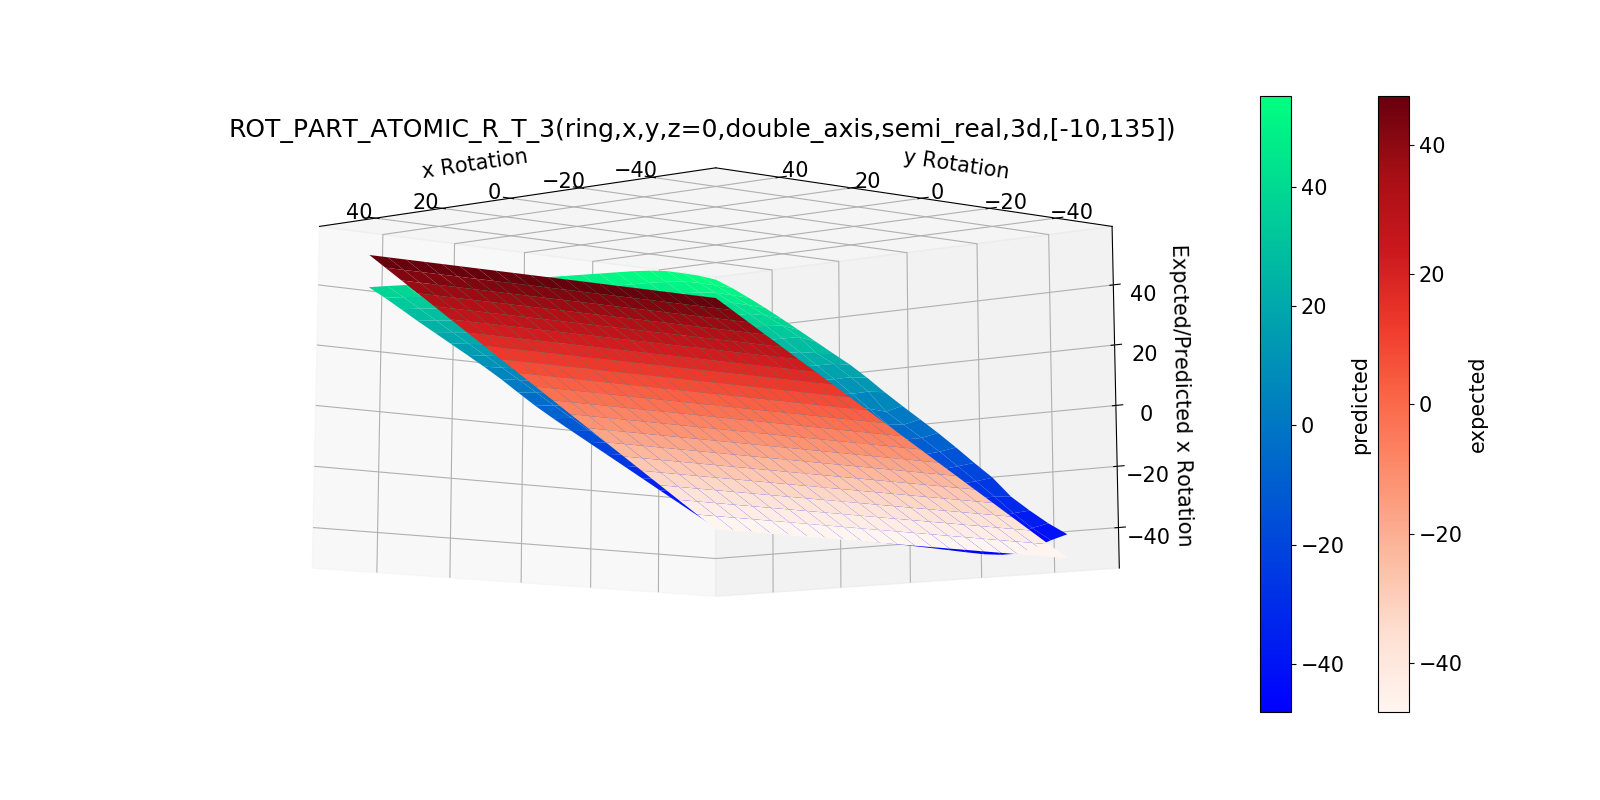 ROT_PART_ATOMIC_R_T_3(ring,x,y,z=0,double_axis,semi_real,3d,[-10,135])
x Rotation
y Rotation
40 20 0 −20 −40
40 20 0 −20 −40
Expcted/Predicted x Rotation
40
20
0
−20
−40
40
20
0
−20
−40
predicted
40
20
0
−20
−40
expected